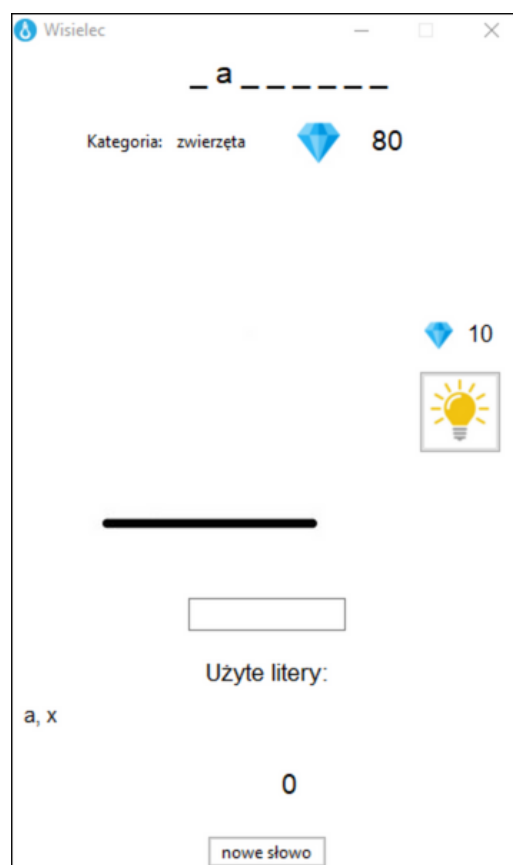 Wisielec
_ a _ _ _ _ _ _
Kategoria: zwierzęta 80
10
Użyte litery:
a, x
0
nowe słowo